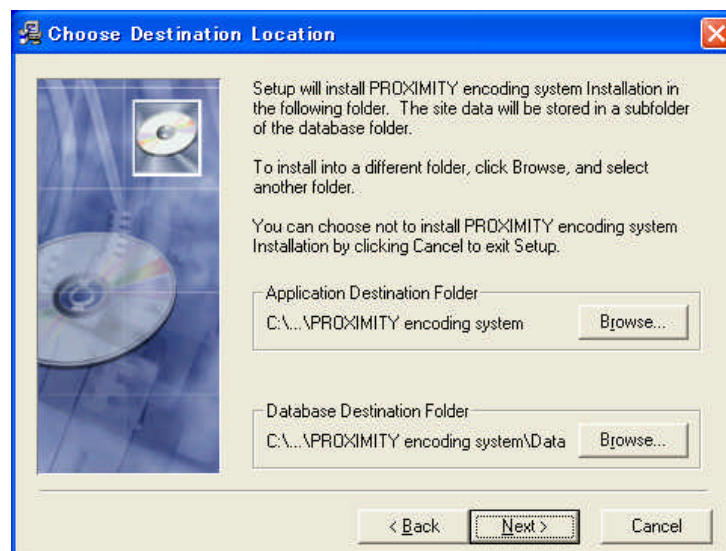 Choose Destination Location
Setup will install PROXIMITY encoding system Installation in
the following folder. The site data will be stored in a subfolder
of the database folder.
To install into a different folder, click Browse, and select
another folder.
You can choose not to install PROXIMITY encoding system
Installation by clicking Cancel to exit Setup.
Application Destination Folder
C:\...\PROXIMITY encoding system
Browse...
Database Destination Folder
C:\...\PROXIMITY encoding system\Data
Browse...
< Back
Next >
Cancel